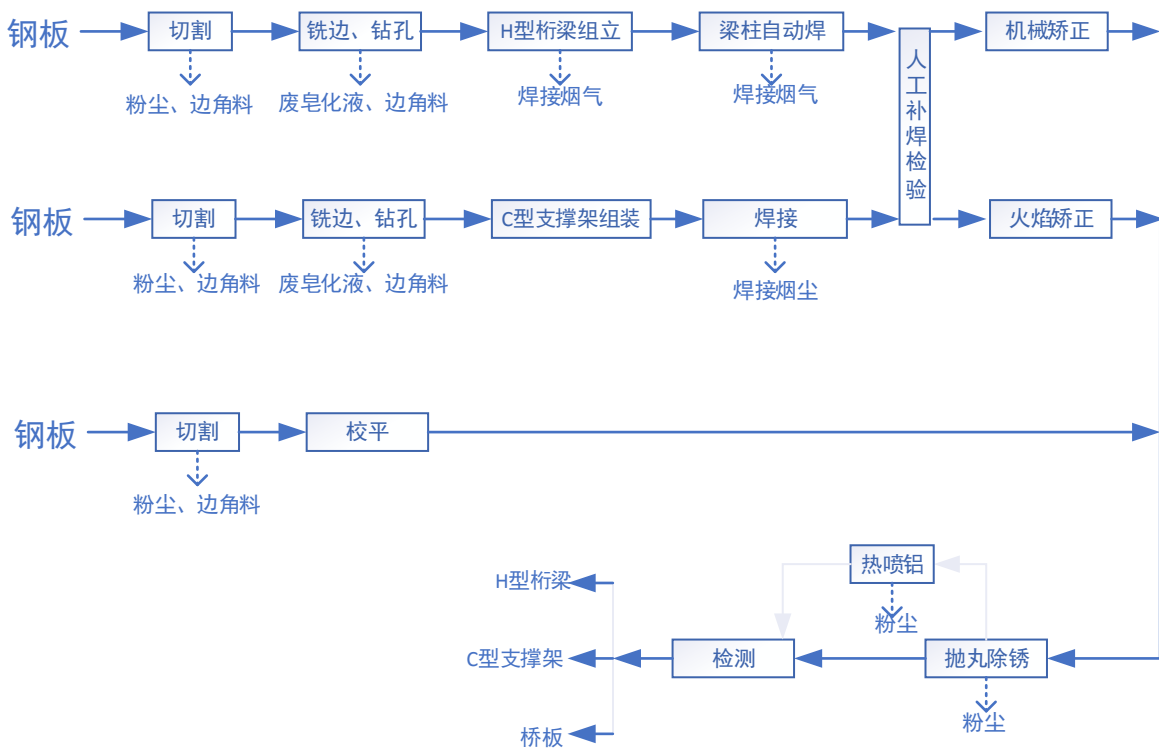 钢板
切割
铣边、钻孔
H型桁梁组立
梁柱自动焊
人工补焊检验
机械矫正
粉尘、边角料
废皂化液、边角料
焊接烟气
焊接烟气
钢板
切割
铣边、钻孔
C型支撑架组装
焊接
火焰矫正
粉尘、边角料
废皂化液、边角料
焊接烟尘
钢板
切割
校平
粉尘、边角料
热喷铝
粉尘
H型桁梁
C型支撑架
检测
抛丸除锈
粉尘
桥板